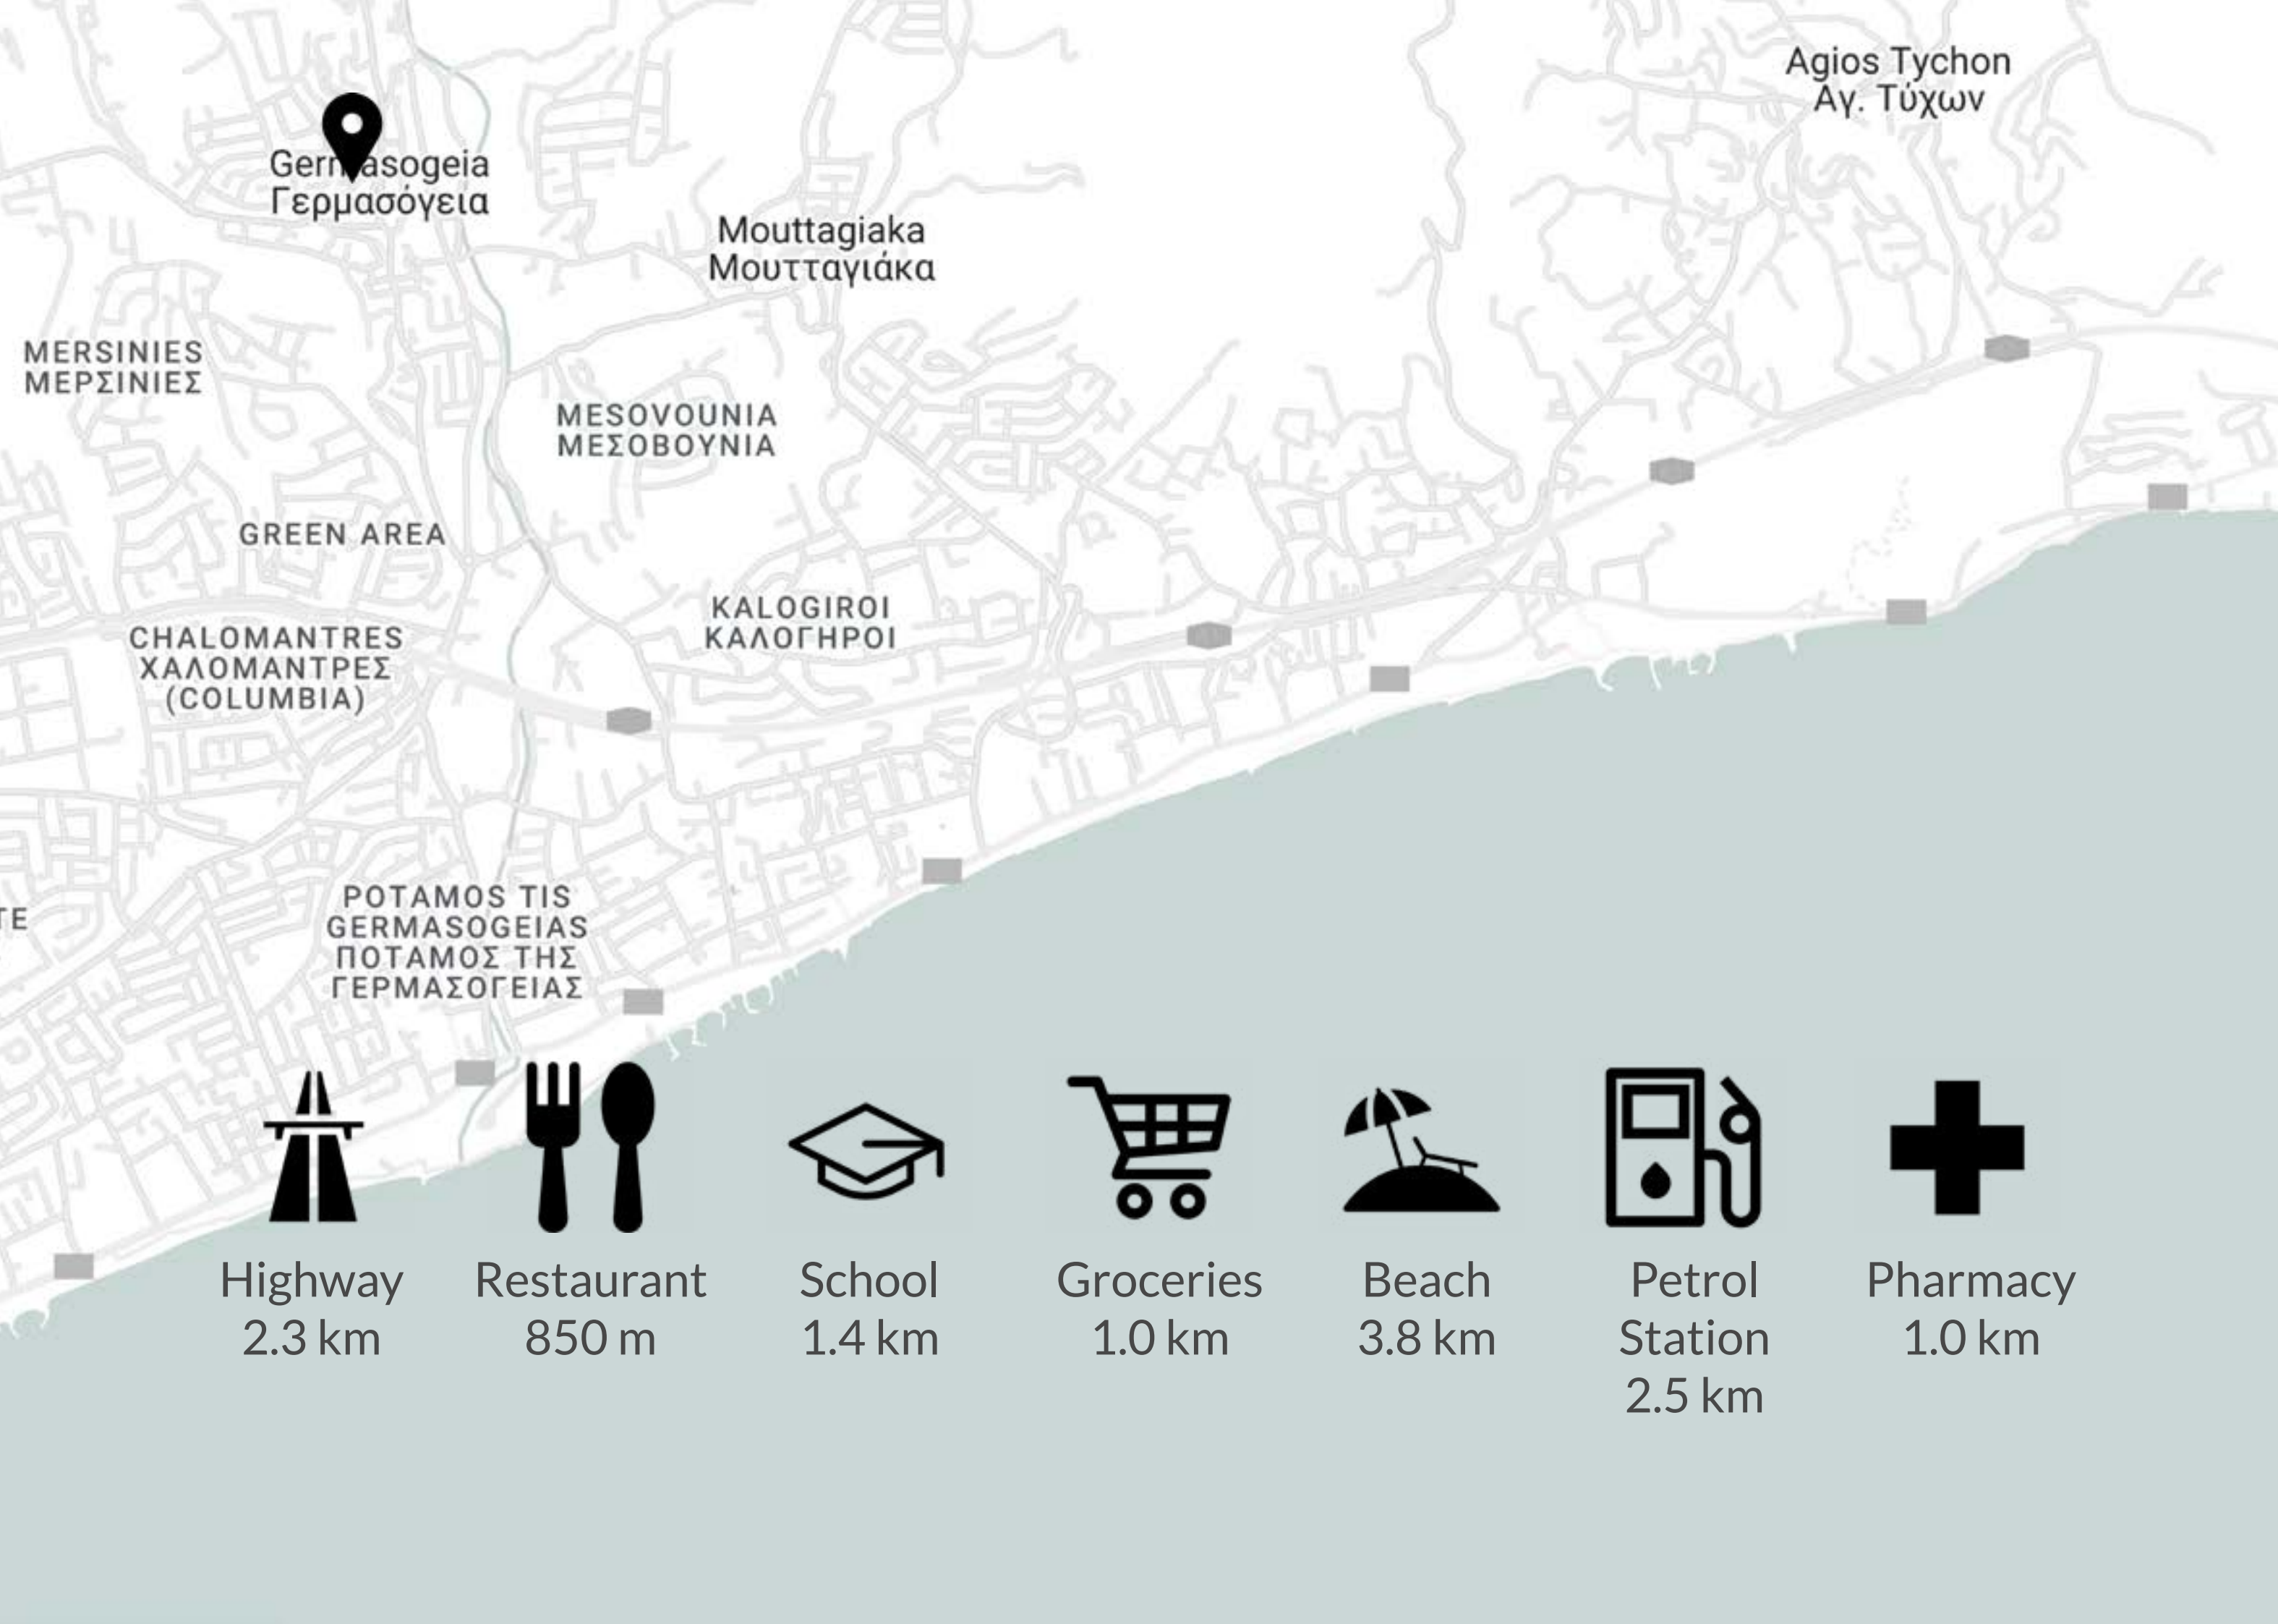 Agios Tychon
Αγ. Τύχων
Germasogeia
Γερμασόγεια
Mouttagiaka
Μουτταγιάκα
MERSINIES
ΜΕΡΣΙΝΙΕΣ
MESOVOUNIA
ΜΕΣΟΒΟΥΝΙΑ
GREEN AREA
KALOGIROI
ΚΑΛΟΓΗΡΟΙ
CHALOMANTRES
ΧΑΛΟΜΑΝΤΡΕΣ
(COLUMBIA)
POTAMOS TIS
GERMASOGEIAS
ΠΟΤΑΜΟΣ ΤΗΣ
ΓΕΡΜΑΣΟΓΕΙΑΣ
TE
Highway
2.3 km
Restaurant
850 m
School
1.4 km
Groceries
1.0 km
Beach
3.8 km
Petrol
Station
2.5 km
Pharmacy
1.0 km